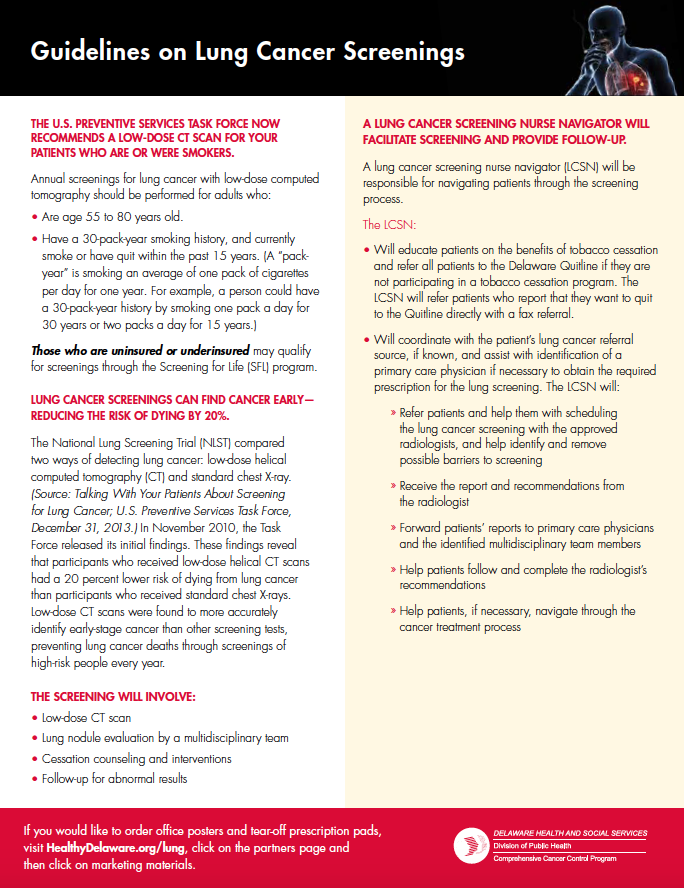 Guidelines on Lung Cancer Screenings
THE U.S. PREVENTIVE SERVICES TASK FORCE NOW
RECOMMENDS A LOW-DOSE CT SCAN FOR YOUR
PATIENTS WHO ARE OR WERE SMOKERS.
Annual screenings for lung cancer with low-dose computed
tomography should be performed for adults who:
• Are age 55 to 80 years old.
• Have a 30-pack-year smoking history, and currently
smoke or have quit within the past 15 years. (A “pack-
year” is smoking an average of one pack of cigarettes
per day for one year. For example, a person could have
a 30-pack-year history by smoking one pack a day for
30 years or two packs a day for 15 years.)
Those who are uninsured or underinsured may qualify
for screenings through the Screening for Life (SFL) program.
LUNG CANCER SCREENINGS CAN FIND CANCER EARLY—
REDUCING THE RISK OF DYING BY 20%.
The National Lung Screening Trial (NLST) compared
two ways of detecting lung cancer: low-dose helical
computed tomography (CT) and standard chest X-ray.
(Source: Talking With Your Patients About Screening
for Lung Cancer; U.S. Preventive Services Task Force,
December 31, 2013.) In November 2010, the Task
Force released its initial findings. These findings reveal
that participants who received low-dose helical CT scans
had a 20 percent lower risk of dying from lung cancer
than participants who received standard chest X-rays.
Low-dose CT scans were found to more accurately
identify early-stage cancer than other screening tests,
preventing lung cancer deaths through screenings of
high-risk people every year.
THE SCREENING WILL INVOLVE:
• Low-dose CT scan
• Lung nodule evaluation by a multidisciplinary team
• Cessation counseling and interventions
• Follow-up for abnormal results
A LUNG CANCER SCREENING NURSE NAVIGATOR WILL
FACILITATE SCREENING AND PROVIDE FOLLOW-UP.
A lung cancer screening nurse navigator (LCSN) will be
responsible for navigating patients through the screening
process.
The LCSN:
• Will educate patients on the benefits of tobacco cessation
and refer all patients to the Delaware Quitline if they are
not participating in a tobacco cessation program. The
LCSN will refer patients who report that they want to quit
to the Quitline directly with a fax referral.
• Will coordinate with the patient’s lung cancer referral
source, if known, and assist with identification of a
primary care physician if necessary to obtain the required
prescription for the lung screening. The LCSN will:
» Refer patients and help them with scheduling
the lung cancer screening with the approved
radiologists, and help identify and remove
possible barriers to screening
» Receive the report and recommendations from
the radiologist
» Forward patients’ reports to primary care physicians
and the identified multidisciplinary team members
» Help patients follow and complete the radiologist’s
recommendations
» Help patients, if necessary, navigate through the
cancer treatment process
If you would like to order office posters and tear-off prescription pads,
visit HealthyDelaware.org/lung, click on the partners page and
then click on marketing materials.
DELAWARE HEALTH AND SOCIAL SERVICES
Division of Public Health
Comprehensive Cancer Control Program